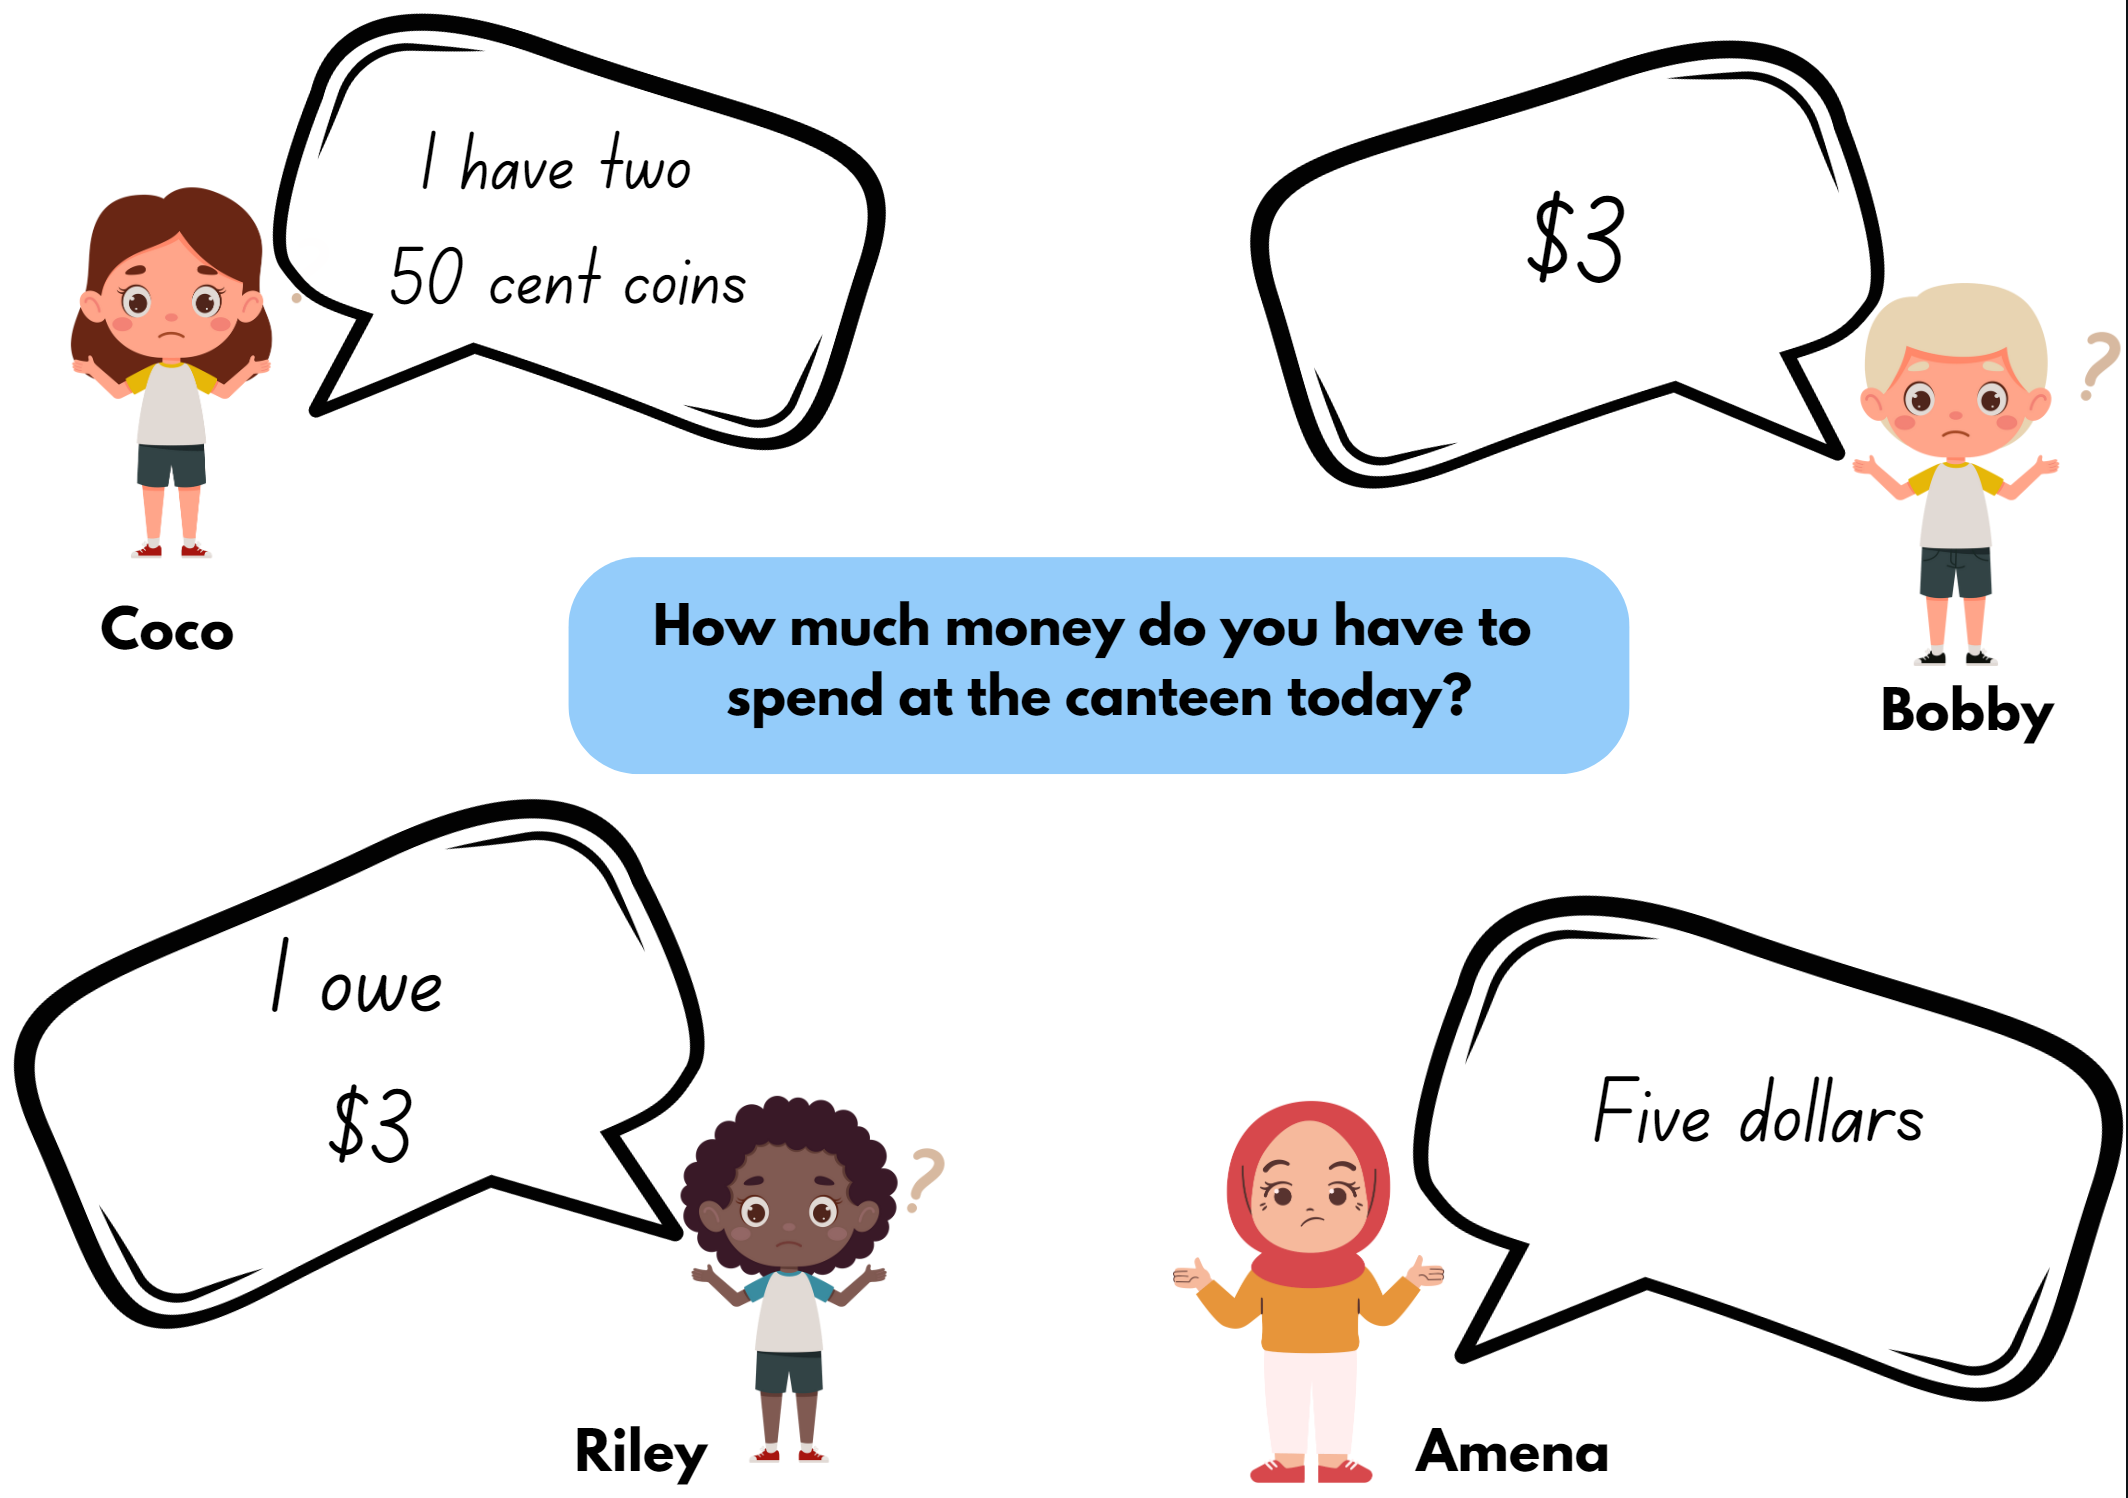 I have two
50 cent coins
Coco
$3
Bobby
How much money do you have to
spend at the canteen today?
I owe
$3
Riley
?
Five dollars
Amena
?